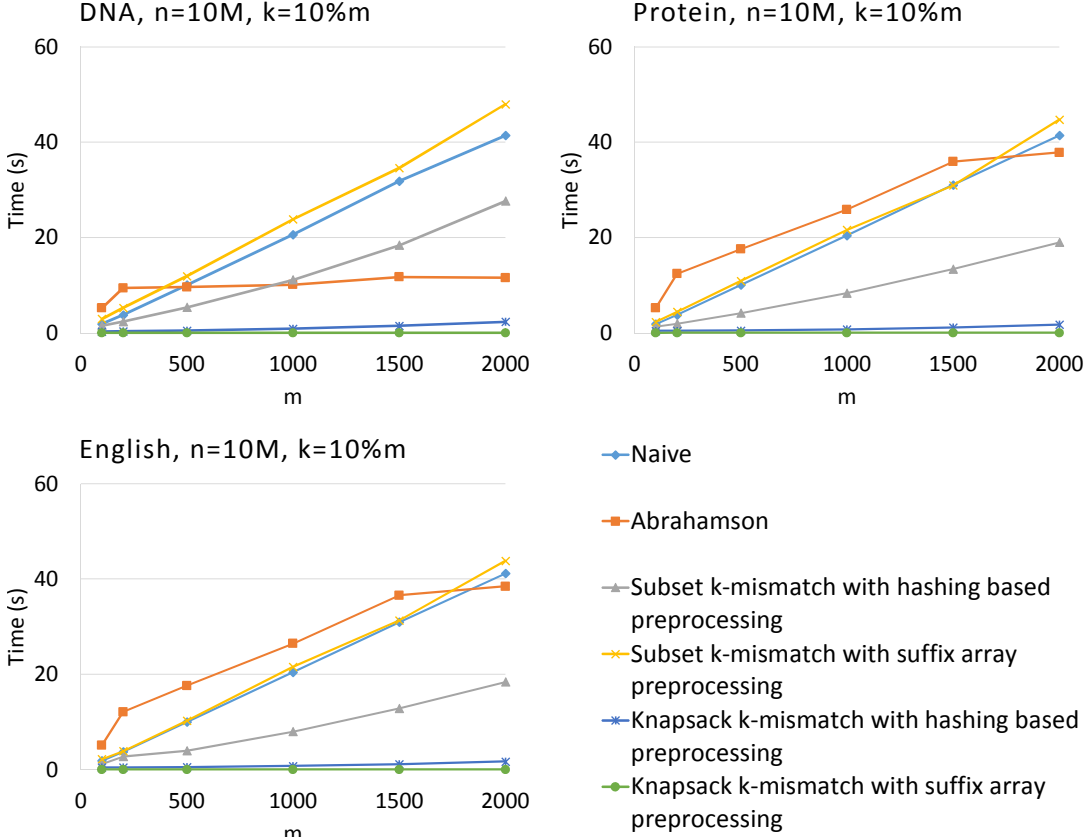 DNA, n=10M, k=10%m
60
40
20
0
Time (s)
0 500 1000 1500 2000
m
Protein, n=10M, k=10%m
60
40
20
0
Time (s)
0 500 1000 1500 2000
m
English, n=10M, k=10%m
60
40
20
0
Time (s)
0 500 1000 1500 2000
m
Naive
Abrahamson
Subset k-mismatch with hashing based
preprocessing
Subset k-mismatch with suffix array
preprocessing
Knapsack k-mismatch with hashing based
preprocessing
Knapsack k-mismatch with suffix array
preprocessing